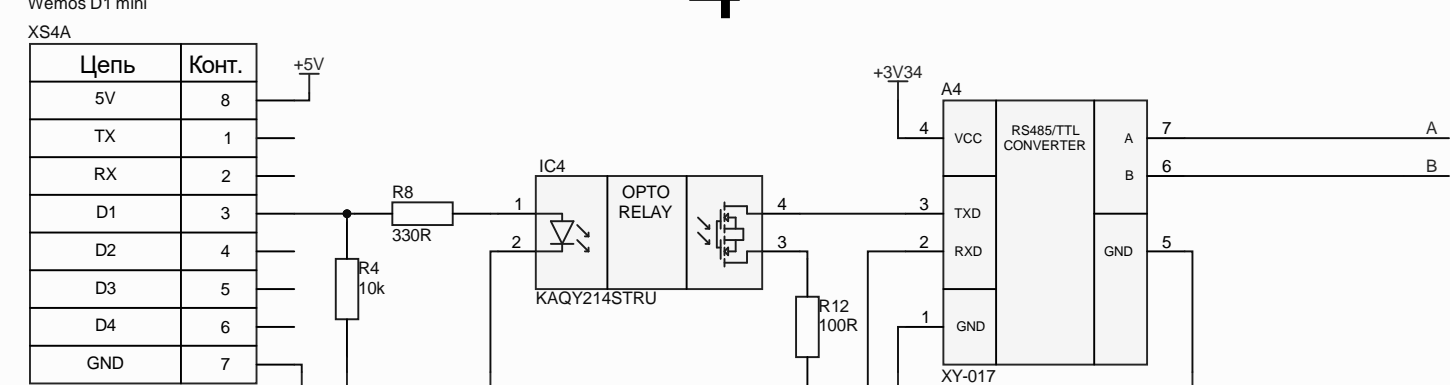 Wemos D1 mini
XS4A
Цепь Конт.
5V 8
TX 1
RX 2
D1 3
D2 4
D3 5
D4 6
GND 7
+5V
R8
330R
R4
10k
IC4
1
2
OPTO
RELAY
4
3
KAQY214STRU
R12
100R
+3V34
A4
4 VCC
3 TXD
2 RXD
1 GND
RS485/TTL
CONVERTER
A 7 A
B 6 B
GND 5
XY-017